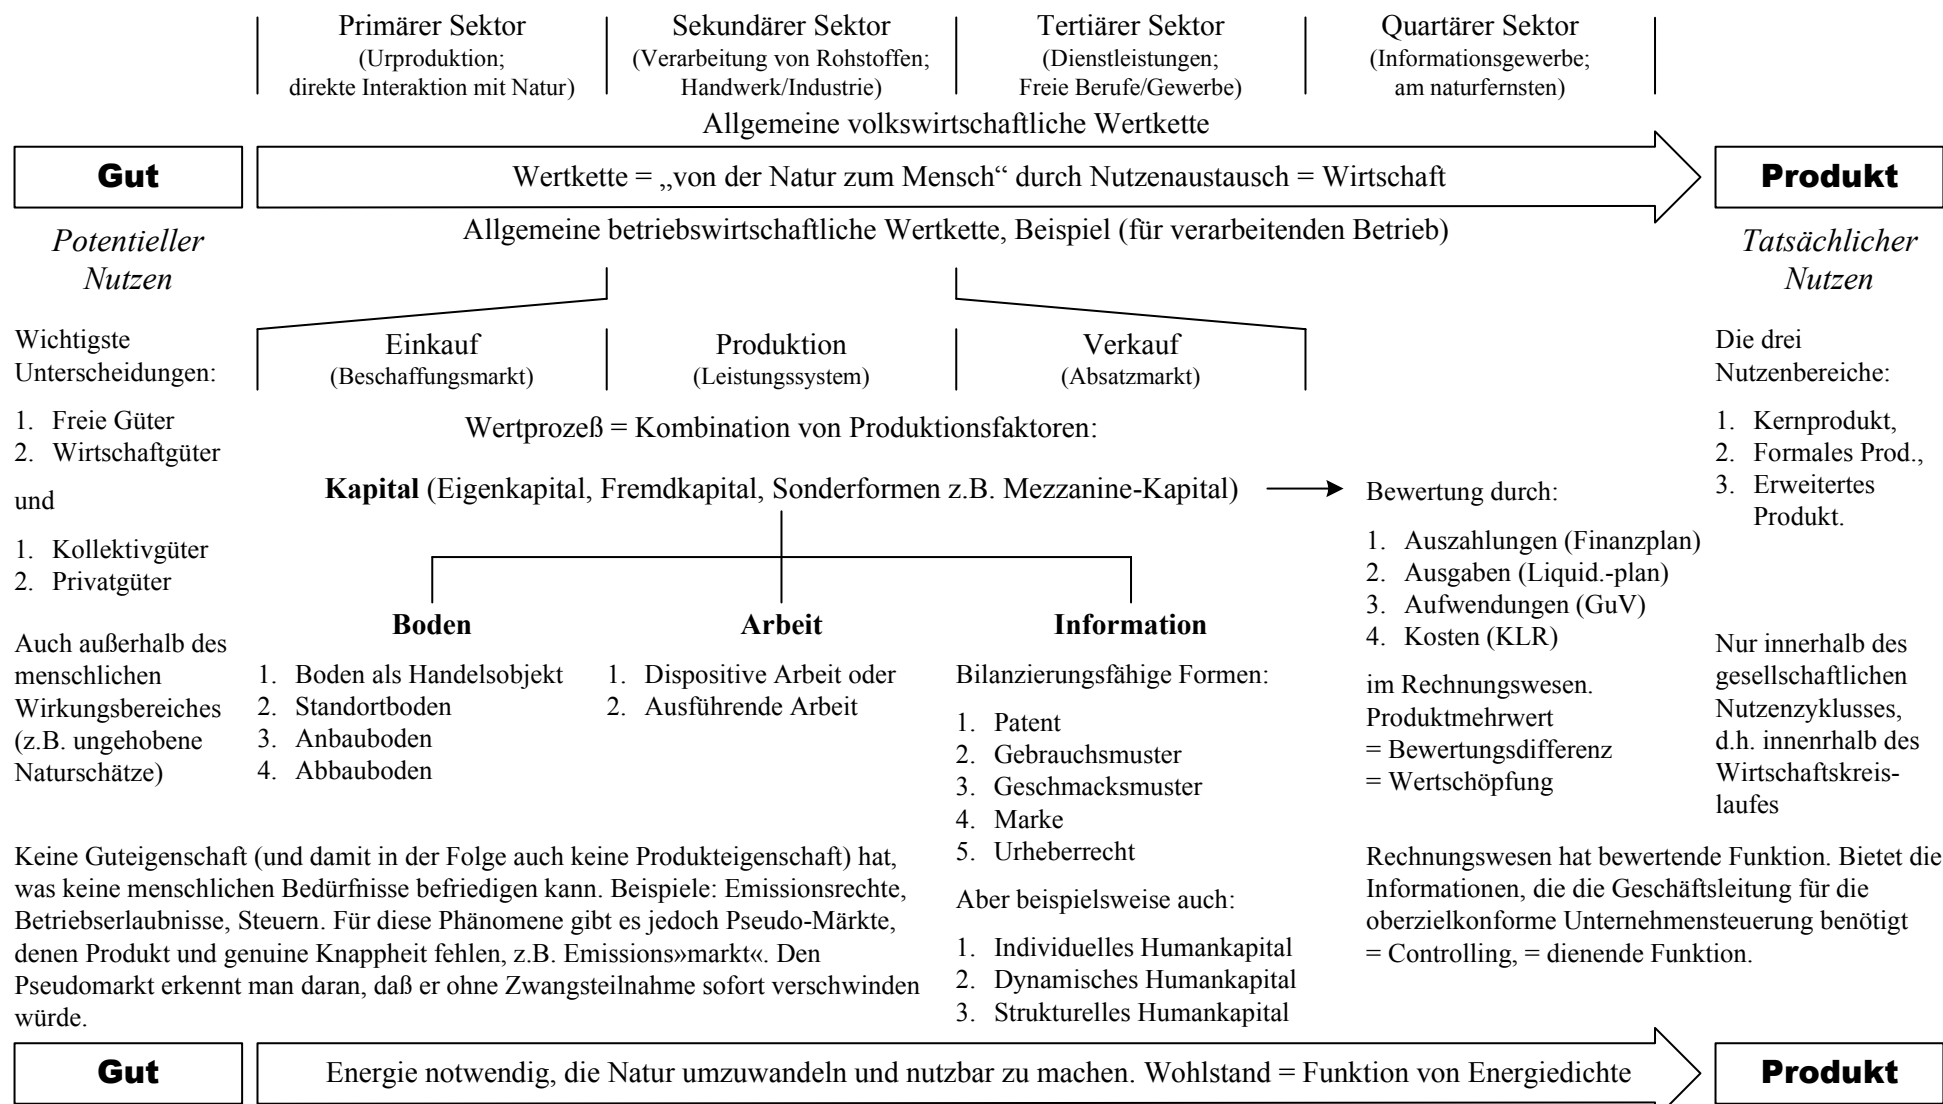 Primärer Sektor
(Urproduktion;
direkte Interaktion mit Natur)
Sekundärer Sektor
(Verarbeitung von Rohstoffen;
Handwerk/Industrie)
Tertiärer Sektor
(Dienstleistungen;
Freie Berufe/Gewerbe)
Quartärer Sektor
(Informationsgewerbe;
am naturfernsten)
Allgemeine volkswirtschaftliche Wertkette
Gut
Wertkette = „von der Natur zum Mensch“ durch Nutzenaustausch = Wirtschaft
Produkt
Potentieller
Nutzen
Allgemeine betriebswirtschaftliche Wertkette, Beispiel (für verarbeitenden Betrieb)
Tatsächlicher
Nutzen
Wichtigste
Unterscheidungen:
1. Freie Güter
2. Wirtschaftgüter
und
1. Kollektivgüter
2. Privatgüter
Auch außerhalb des
menschlichen
Wirkungsbereiches
(z.B. ungehobene
Naturschätze)
Einkauf
(Beschaffungsmarkt)
Produktion
(Leistungssystem)
Verkauf
(Absatzmarkt)
Wertprozeß = Kombination von Produktionsfaktoren:
Kapital (Eigenkapital, Fremdkapital, Sonderformen z.B. Mezzanine-Kapital)
Boden
1. Boden als Handelsobjekt
2. Standortboden
3. Anbauboden
4. Abbauboden
Arbeit
1. Dispositive Arbeit oder
2. Ausführende Arbeit
Information
Bilanzierungsfähige Formen:
1. Patent
2. Gebrauchsmuster
3. Geschmacksmuster
4. Marke
5. Urheberrecht
Aber beispielsweise auch:
1. Individuelles Humankapital
2. Dynamisches Humankapital
3. Strukturelles Humankapital
Bewertung durch:
1. Auszahlungen (Finanzplan)
2. Ausgaben (Liquid.-plan)
3. Aufwendungen (GuV)
4. Kosten (KLR)
im Rechnungswesen.
Produktmehrwert
= Bewertungsdifferenz
= Wertschöpfung
Die drei
Nutzenbereiche:
1. Kernprodukt,
2. Formales Prod.,
3. Erweitertes
Produkt.
Nur innerhalb des
gesellschaftlichen
Nutzenzyklusses,
d.h. innenrhalb des
Wirtschaftskreis-
laufes
Keine Guteigenschaft (und damit in der Folge auch keine Produkteigenschaft) hat,
was keine menschlichen Bedürfnisse befriedigen kann. Beispiele: Emissionsrechte,
Betriebserlaubnisse, Steuern. Für diese Phänomene gibt es jedoch Pseudo-Märkte,
denen Produkt und genuine Knappheit fehlen, z.B. Emissions»markt«. Den
Pseudomarkt erkennt man daran, daß er ohne Zwangsteilnahme sofort verschwinden
würde.
Rechnungswesen hat bewertende Funktion. Bietet die
Informationen, die die Geschäftsleitung für die
oberzielkonforme Unternehmensteuerung benötigt
= Controlling, = dienende Funktion.
Gut
Energie notwendig, die Natur umzuwandeln und nutzbar zu machen. Wohlstand = Funktion von Energiedichte
Produkt